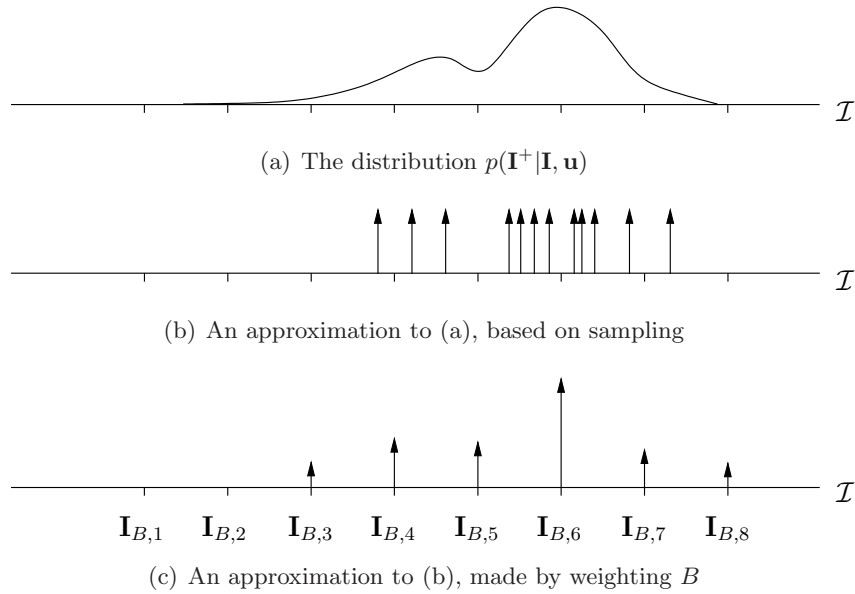 𝓘
(a) The distribution p(𝐈⁺|𝐈, 𝐮)
𝓘
(b) An approximation to (a), based on sampling
𝓘
𝐈_{B,1} 𝐈_{B,2} 𝐈_{B,3} 𝐈_{B,4} 𝐈_{B,5} 𝐈_{B,6} 𝐈_{B,7} 𝐈_{B,8}
(c) An approximation to (b), made by weighting B